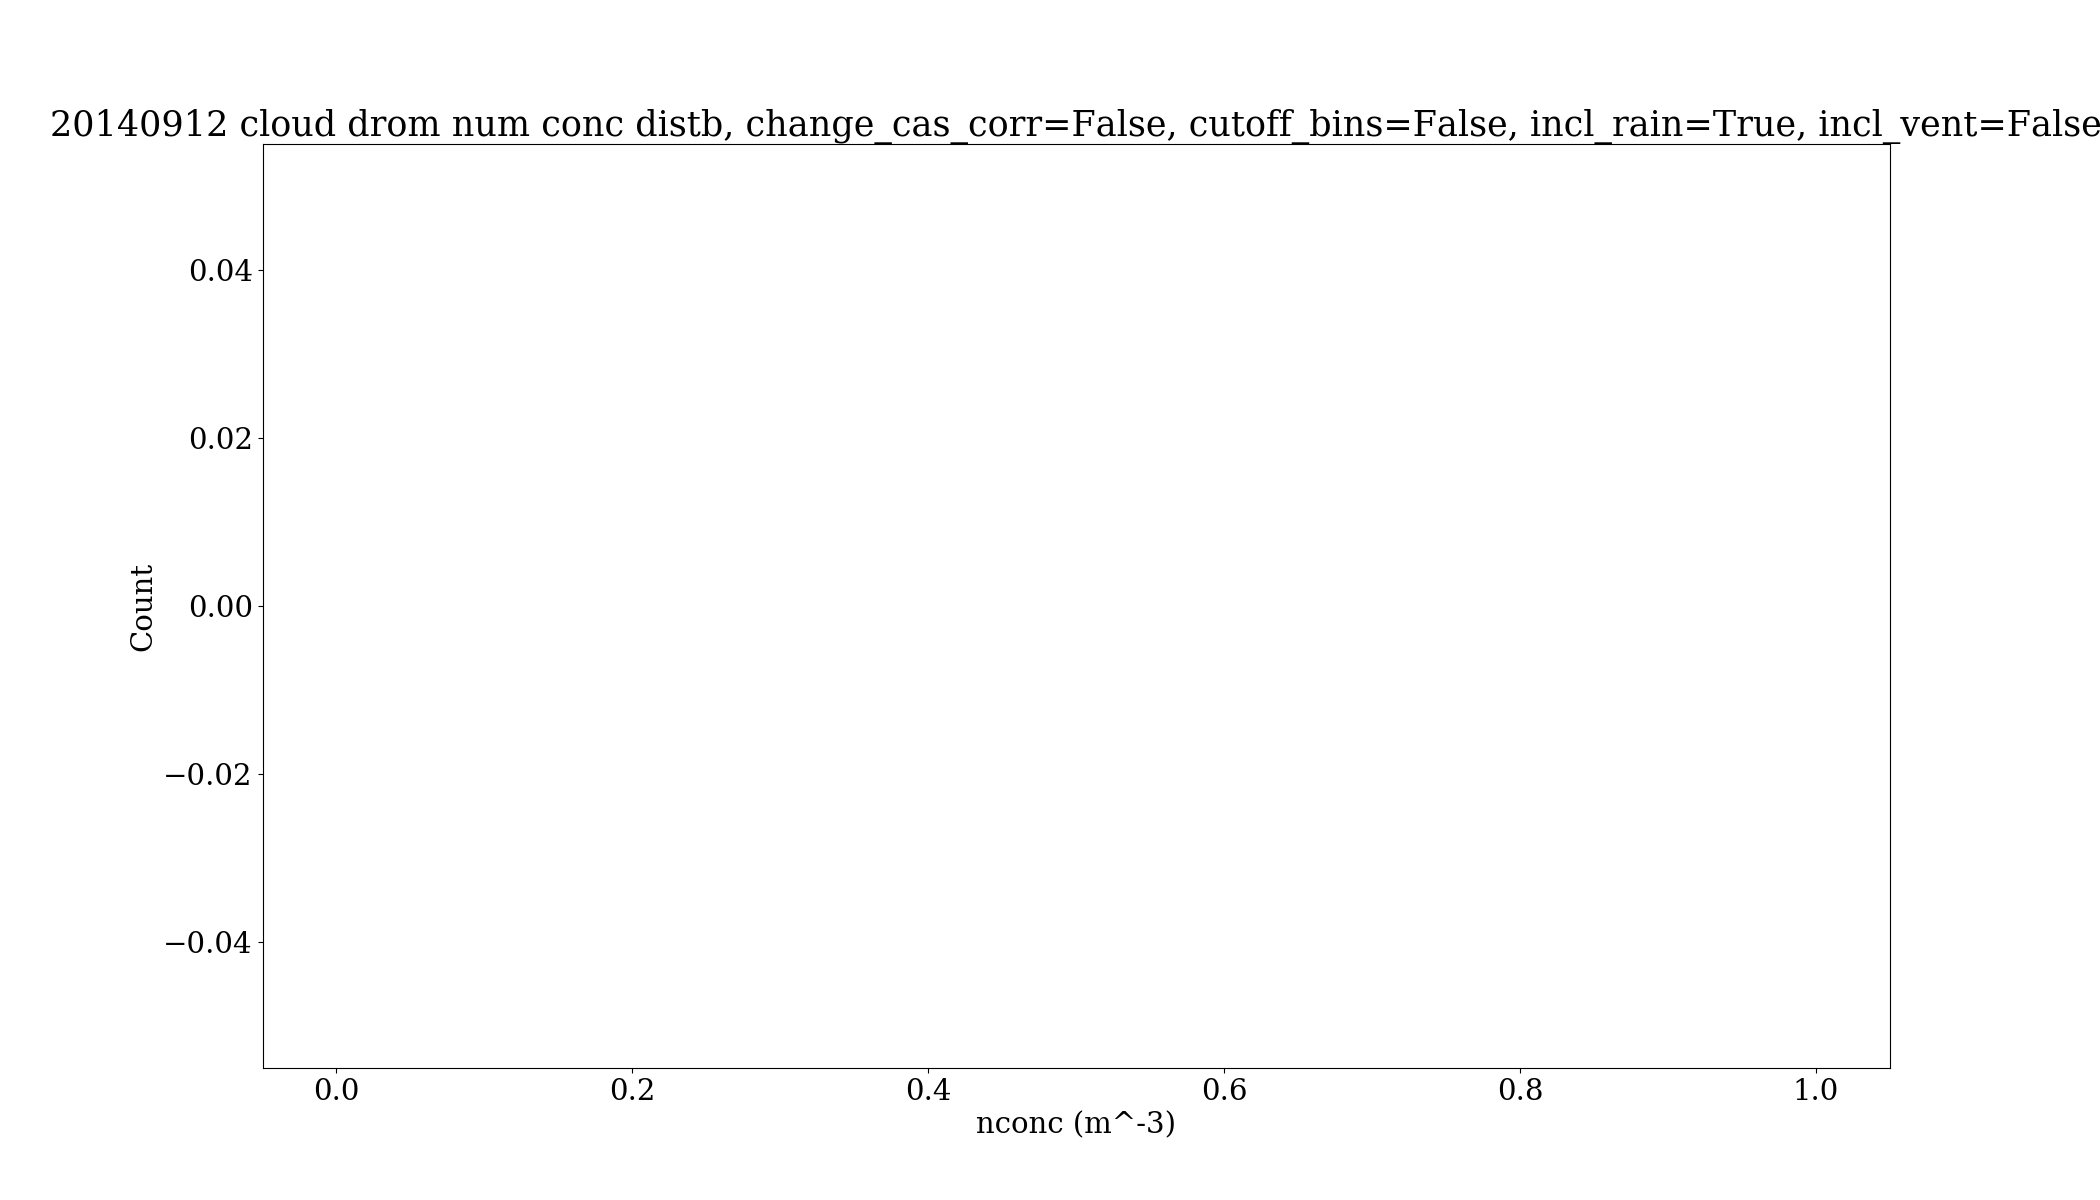 20140912 cloud drom num conc distb, change_cas_corr=False, cutoff_bins=False, incl_rain=True, incl_vent=False
0.04
0.02
0.00
−0.02
−0.04
Count
0.0 0.2 0.4 0.6 0.8 1.0
nconc (m^-3)